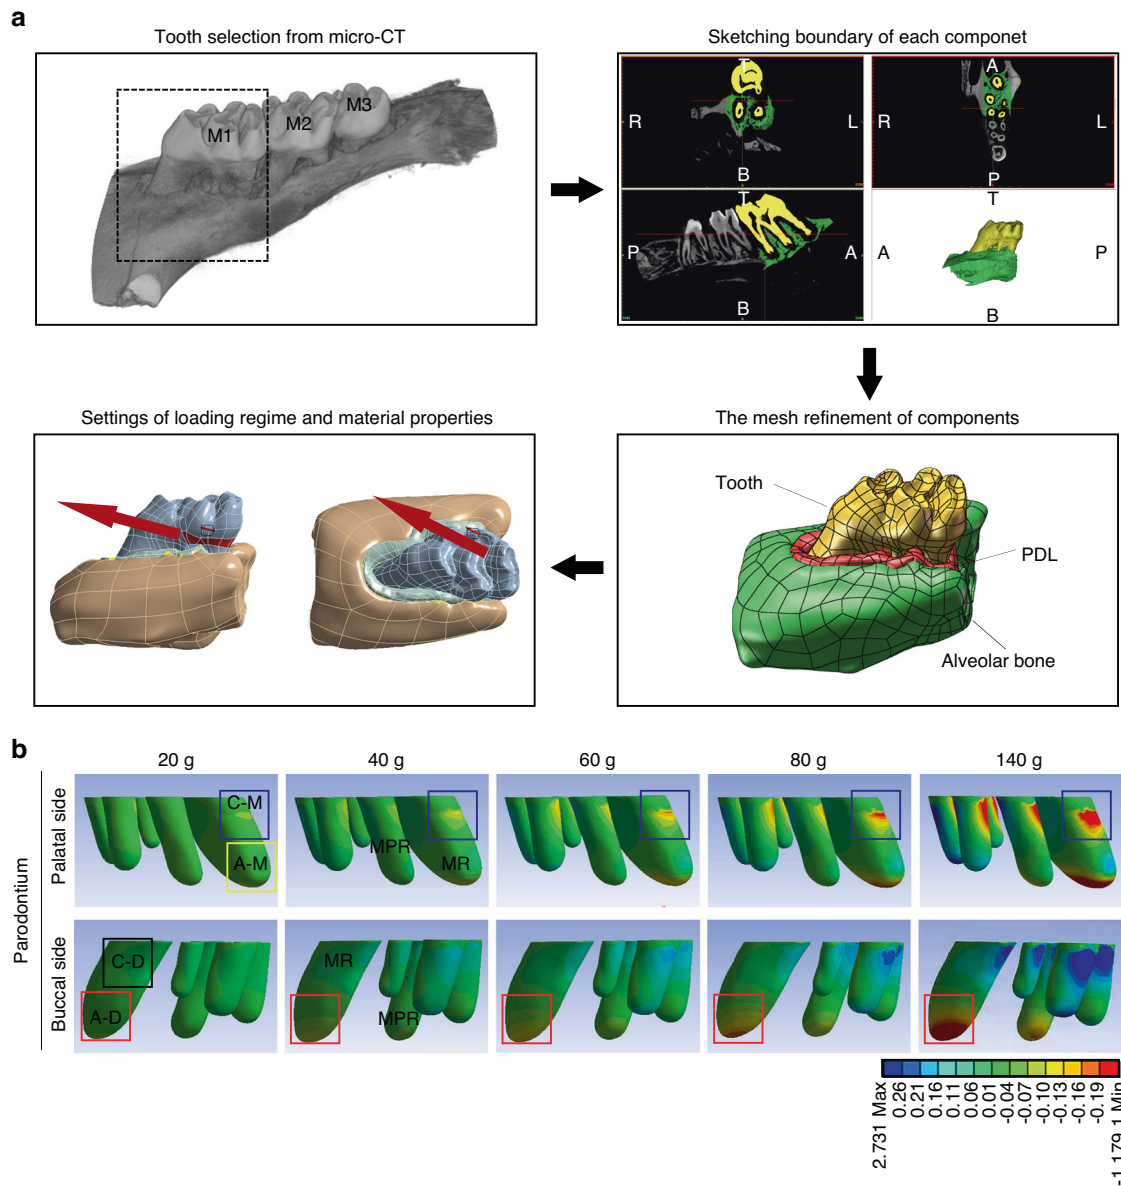 a
Tooth selection from micro-CT
Sketching boundary of each componet
M1
M2
M3
T
R
L
B
A
R
L
P
T
P
A
B
T
A
P
B
Settings of loading regime and material properties
The mesh refinement of components
Tooth
PDL
Alveolar bone
b
20 g
40 g
60 g
80 g
140 g
Parodontium
Palatal side
C-M
A-M
MPR
MR
Buccal side
C-D
A-D
MR
MPR
2.731 Max
0.26
0.21
0.16
0.11
0.06
0.01
-0.04
-0.07
-0.10
-0.13
-0.16
-0.19
-1.179 1 Min